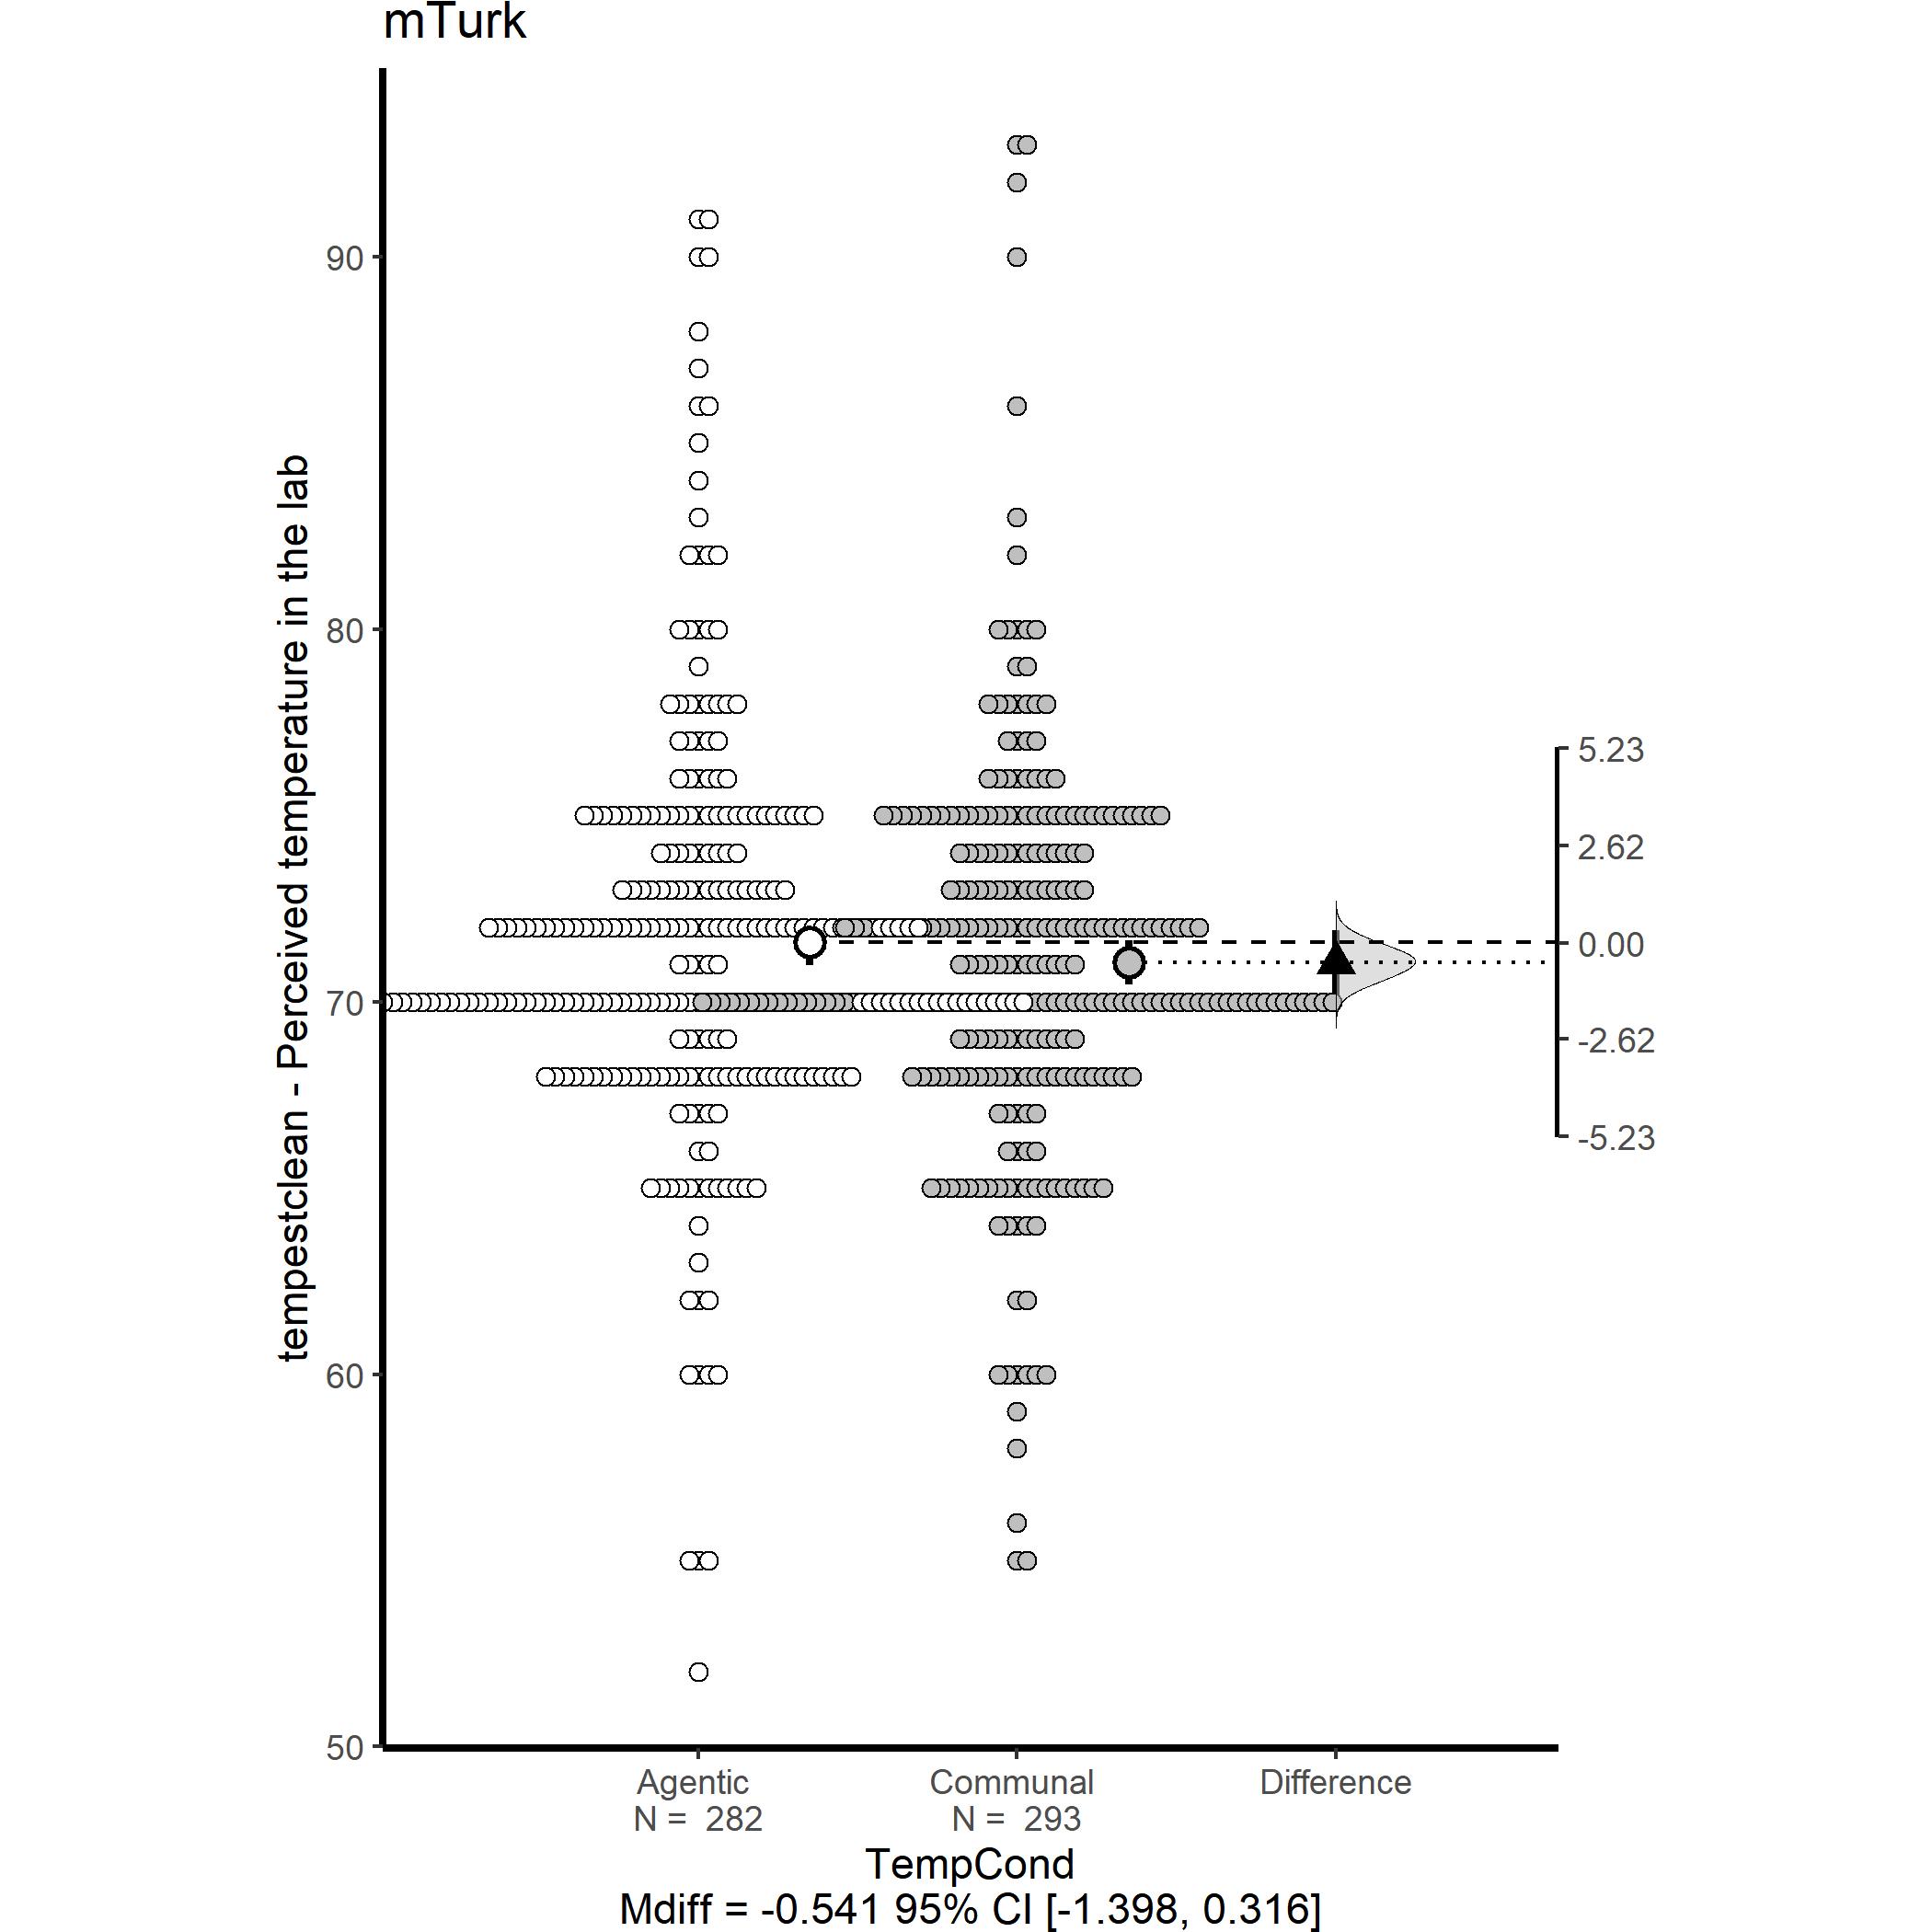 mTurk
tempestclean - Perceived temperature in the lab
90
80
70
60
50
5.23
2.62
0.00
-2.62
-5.23
Agentic
N =  282
Communal
N =  293
Difference
TempCond
Mdiff = -0.541 95% CI [-1.398, 0.316]